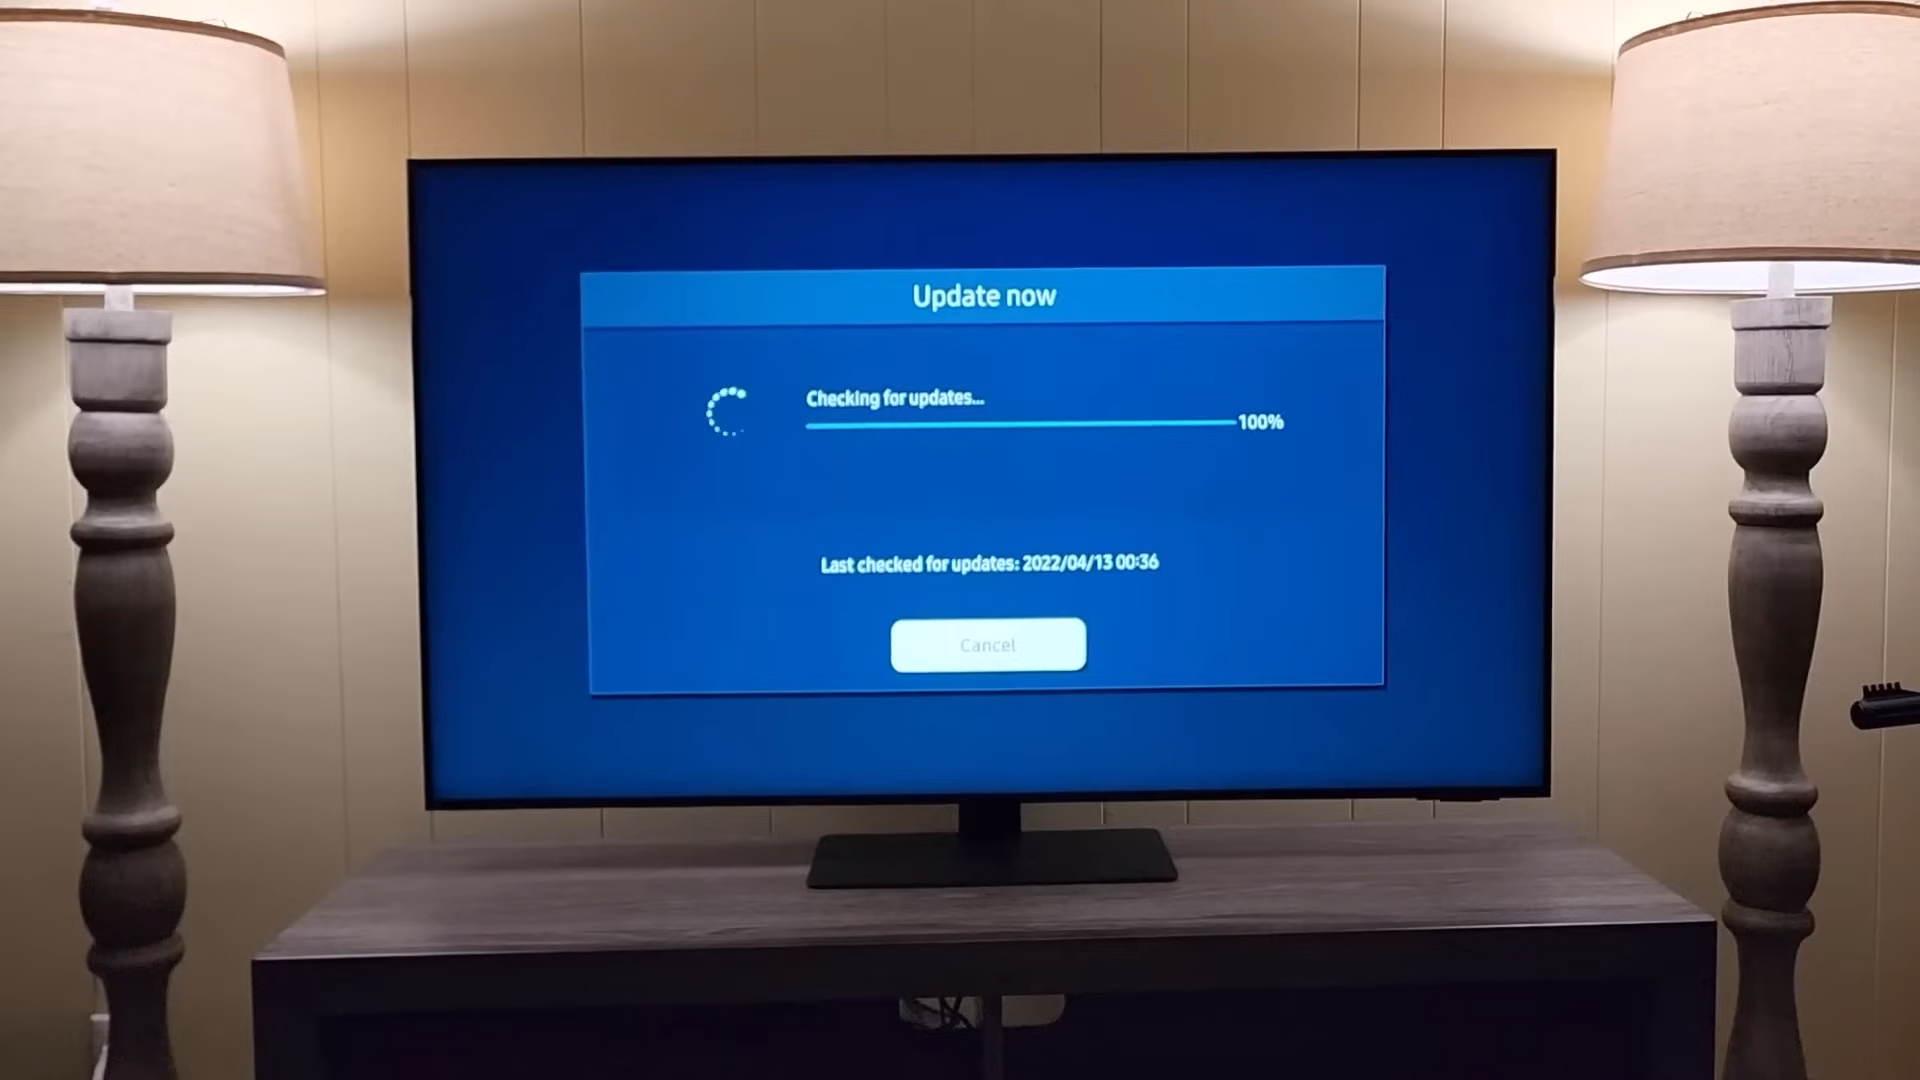 Update now
Checking for updates...
100%
Last checked for updates: 2022/04/13 00:36
Cancel